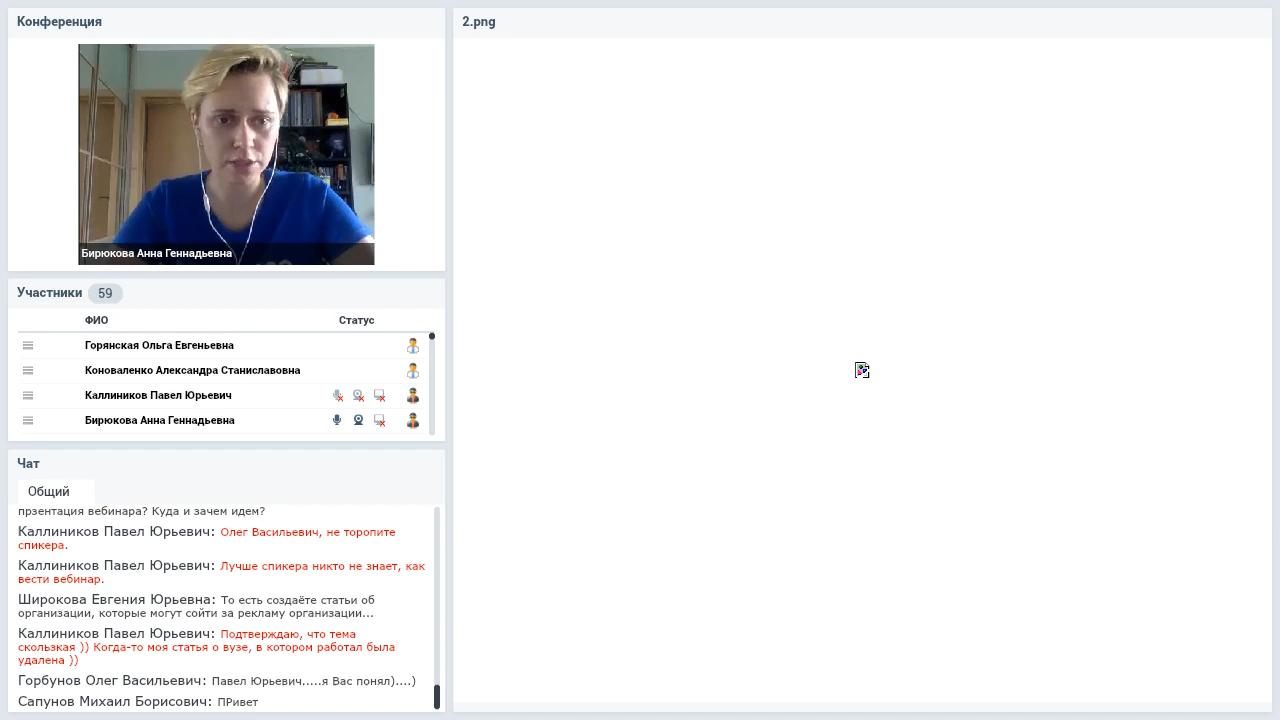 Конференция
2.png
Бирюкова Анна Геннадьевна
Участники 59
ФИО Статус
Горянская Ольга Евгеньевна
Коноваленко Александра Станиславовна
Каллиников Павел Юрьевич
Бирюкова Анна Геннадьевна
Чат
Общий
прзентация вебинара? Куда и зачем идем?
Каллиников Павел Юрьевич: Олег Васильевич, не торопите
спикера.
Каллиников Павел Юрьевич: Лучше спикера никто не знает, как
вести вебинар.
Широкова Евгения Юрьевна: То есть создаёте статьи об
организации, которые могут сойти за рекламу организации...
Каллиников Павел Юрьевич: Подтверждаю, что тема
скользкая )) Когда-то моя статья о вузе, в котором работал была
удалена ))
Горбунов Олег Васильевич: Павел Юрьевич.....я Вас понял)....)
Сапунов Михаил Борисович: ПРивет